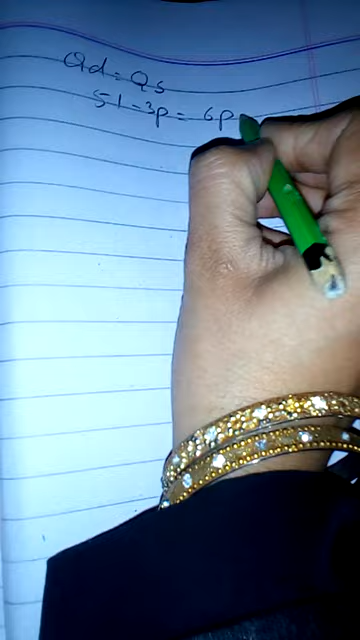 Qd = Qs
51 - 3p = 6p